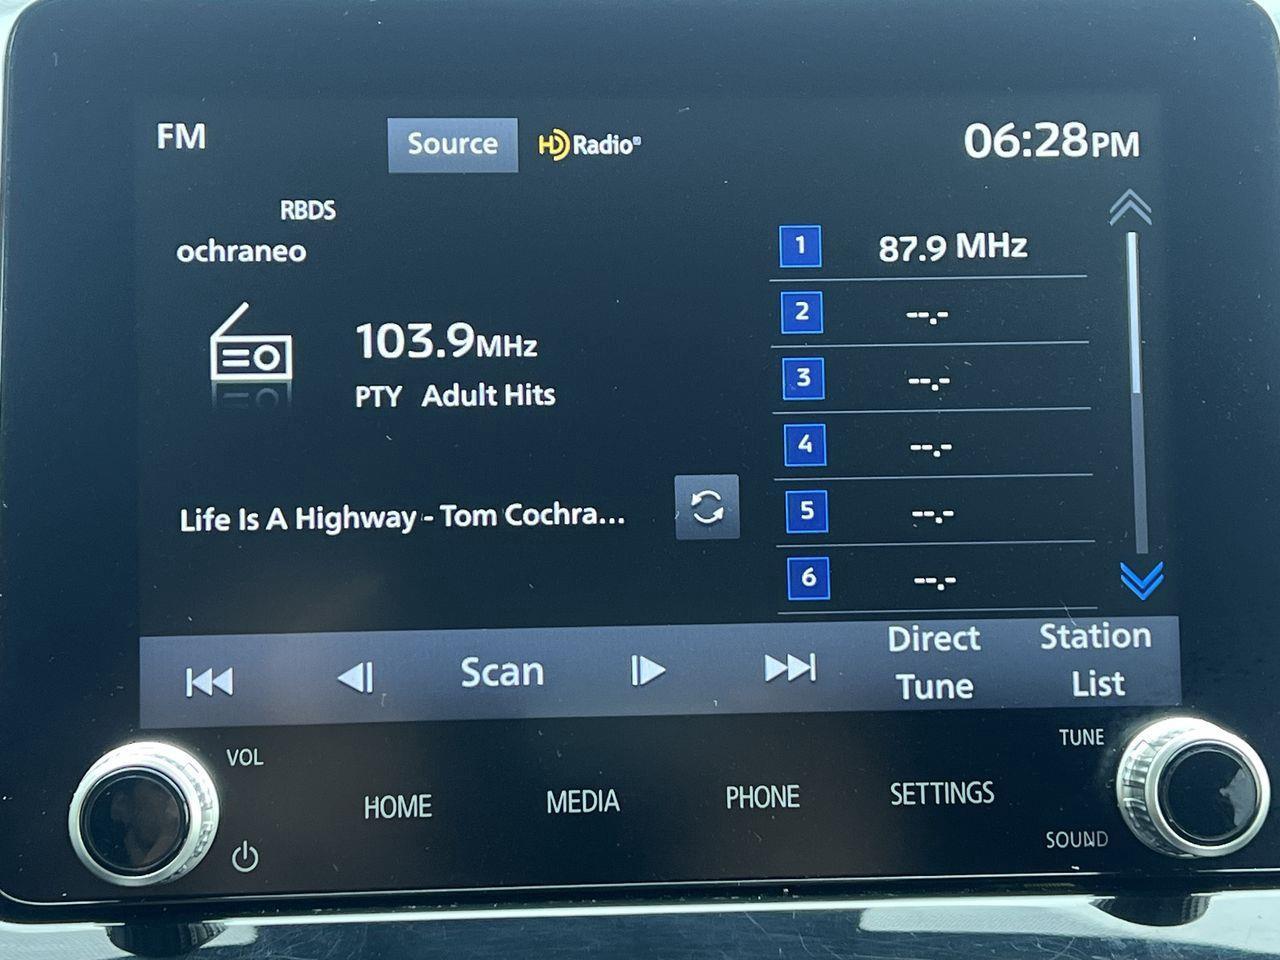 FM
Source
HD Radio
06:28PM
RBDS
ochraneo
103.9MHz
PTY Adult Hits
Life Is A Highway - Tom Cochra...
1 87.9 MHz
2 --.-
3 --.-
4 --.-
5 --.-
6 --.-
Scan
Direct
Tune
Station
List
VOL
HOME
MEDIA
PHONE
SETTINGS
TUNE
SOUND